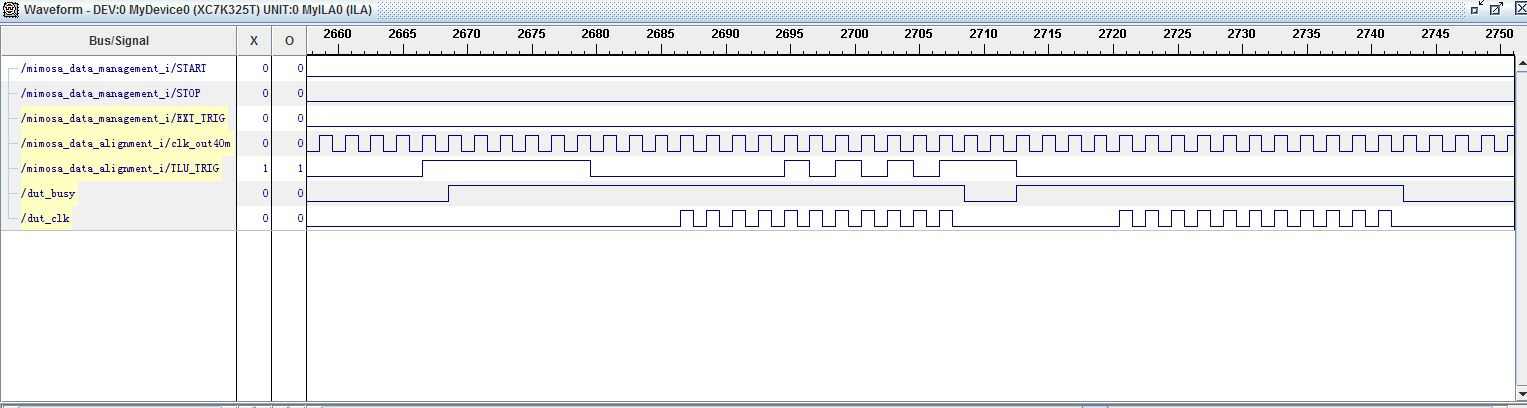 Waveform - DEV:0 MyDevice0 (XC7K325T) UNIT:0 MyILA0 (ILA)
Bus/Signal X O 2660 2665 2670 2675 2680 2685 2690 2695 2700 2705 2710 2715 2720 2725 2730 2735 2740 2745 2750
/mimosa_data_management_i/START 0 0
/mimosa_data_management_i/STOP 0 0
/mimosa_data_management_i/EXT_TRIG 0 0
/mimosa_data_alignment_i/clk_out40m 0 0
/mimosa_data_alignment_i/TLU_TRIG 1 1
/dut_busy 0 0
/dut_clk 0 0